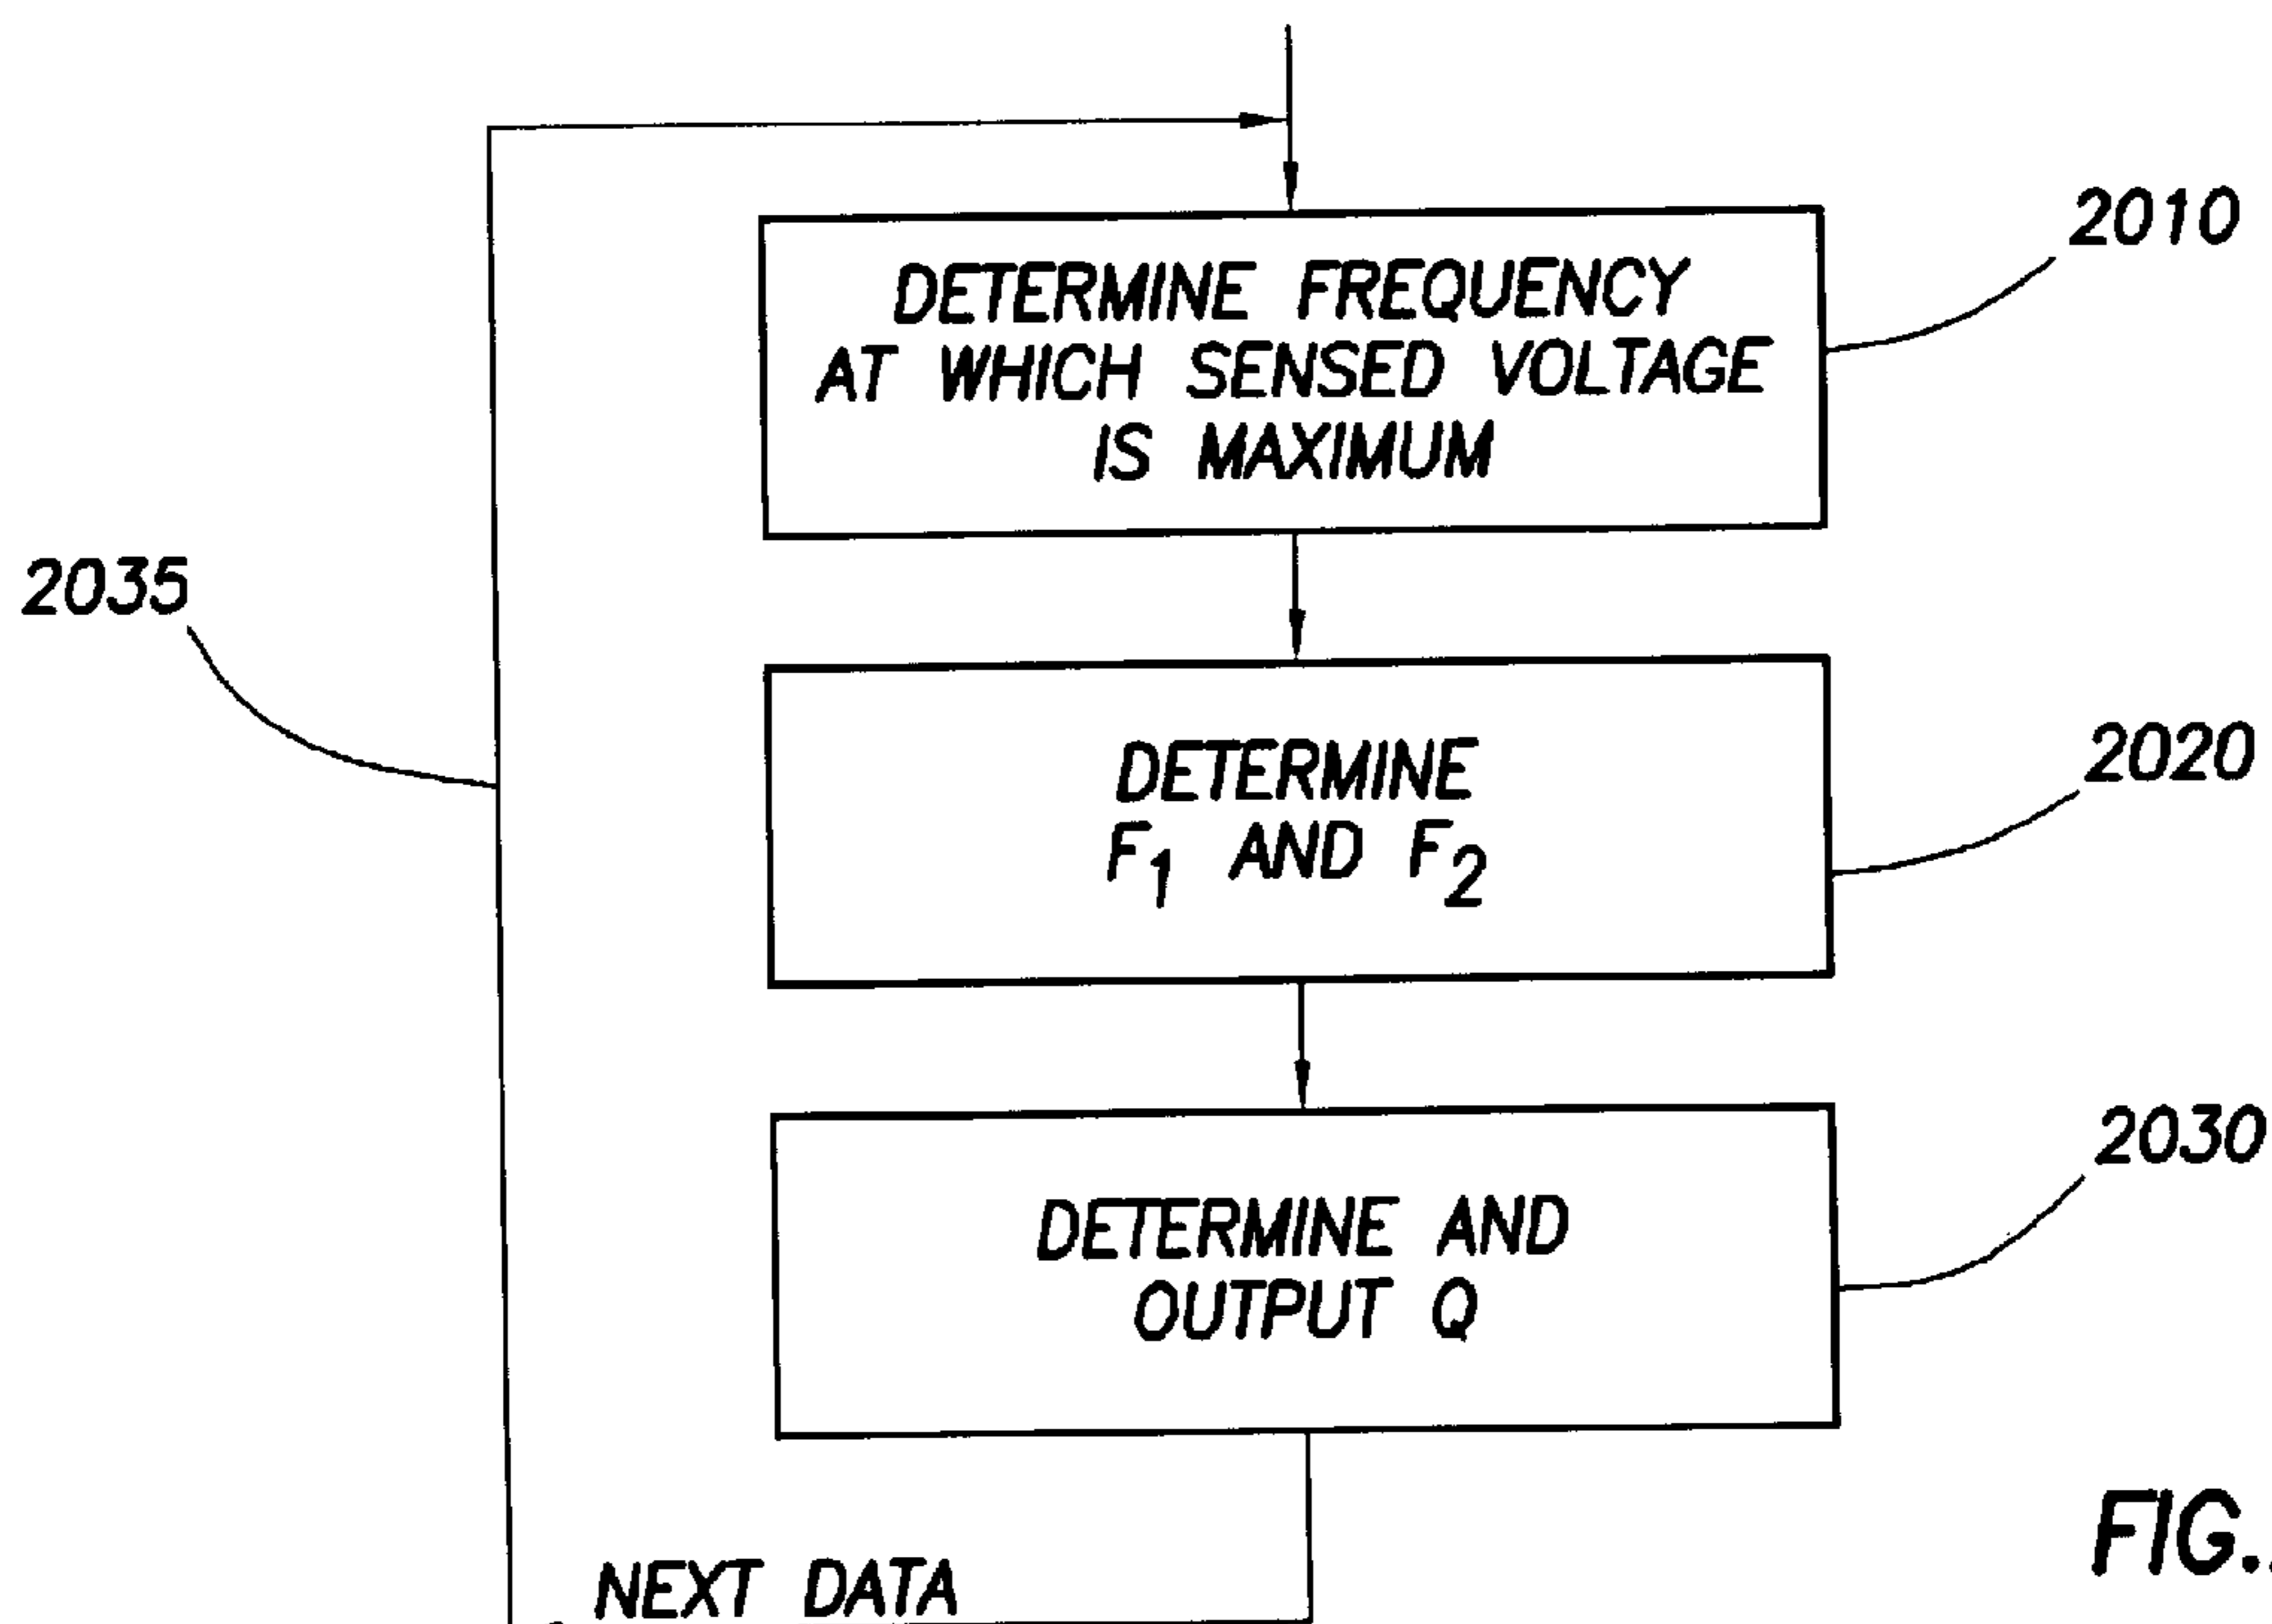 2010
DETERMINE FREQUENCY
AT WHICH SENSED VOLTAGE
IS MAXIMUM
2035
2020
DETERMINE
F1 AND F2
2030
DETERMINE AND
OUTPUT Q
FIG.
NEXT DATA